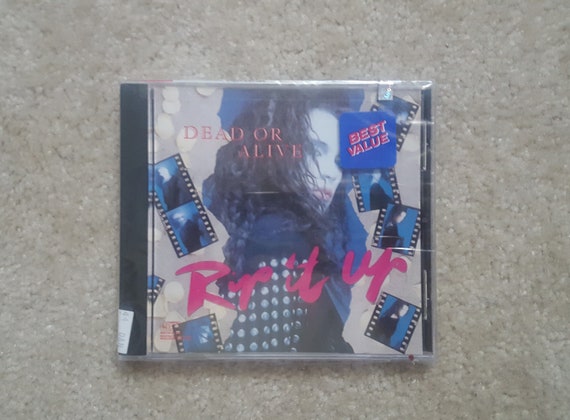 DEAD OR
ALIVE
BEST
VALUE
Rip it up